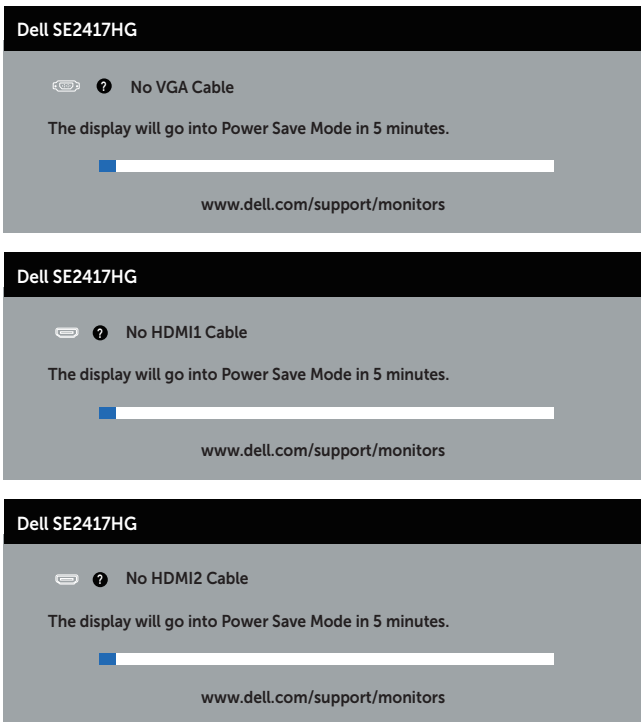 Dell SE2417HG
? No VGA Cable
The display will go into Power Save Mode in 5 minutes.
www.dell.com/support/monitors
Dell SE2417HG
? No HDMI1 Cable
The display will go into Power Save Mode in 5 minutes.
www.dell.com/support/monitors
Dell SE2417HG
? No HDMI2 Cable
The display will go into Power Save Mode in 5 minutes.
www.dell.com/support/monitors